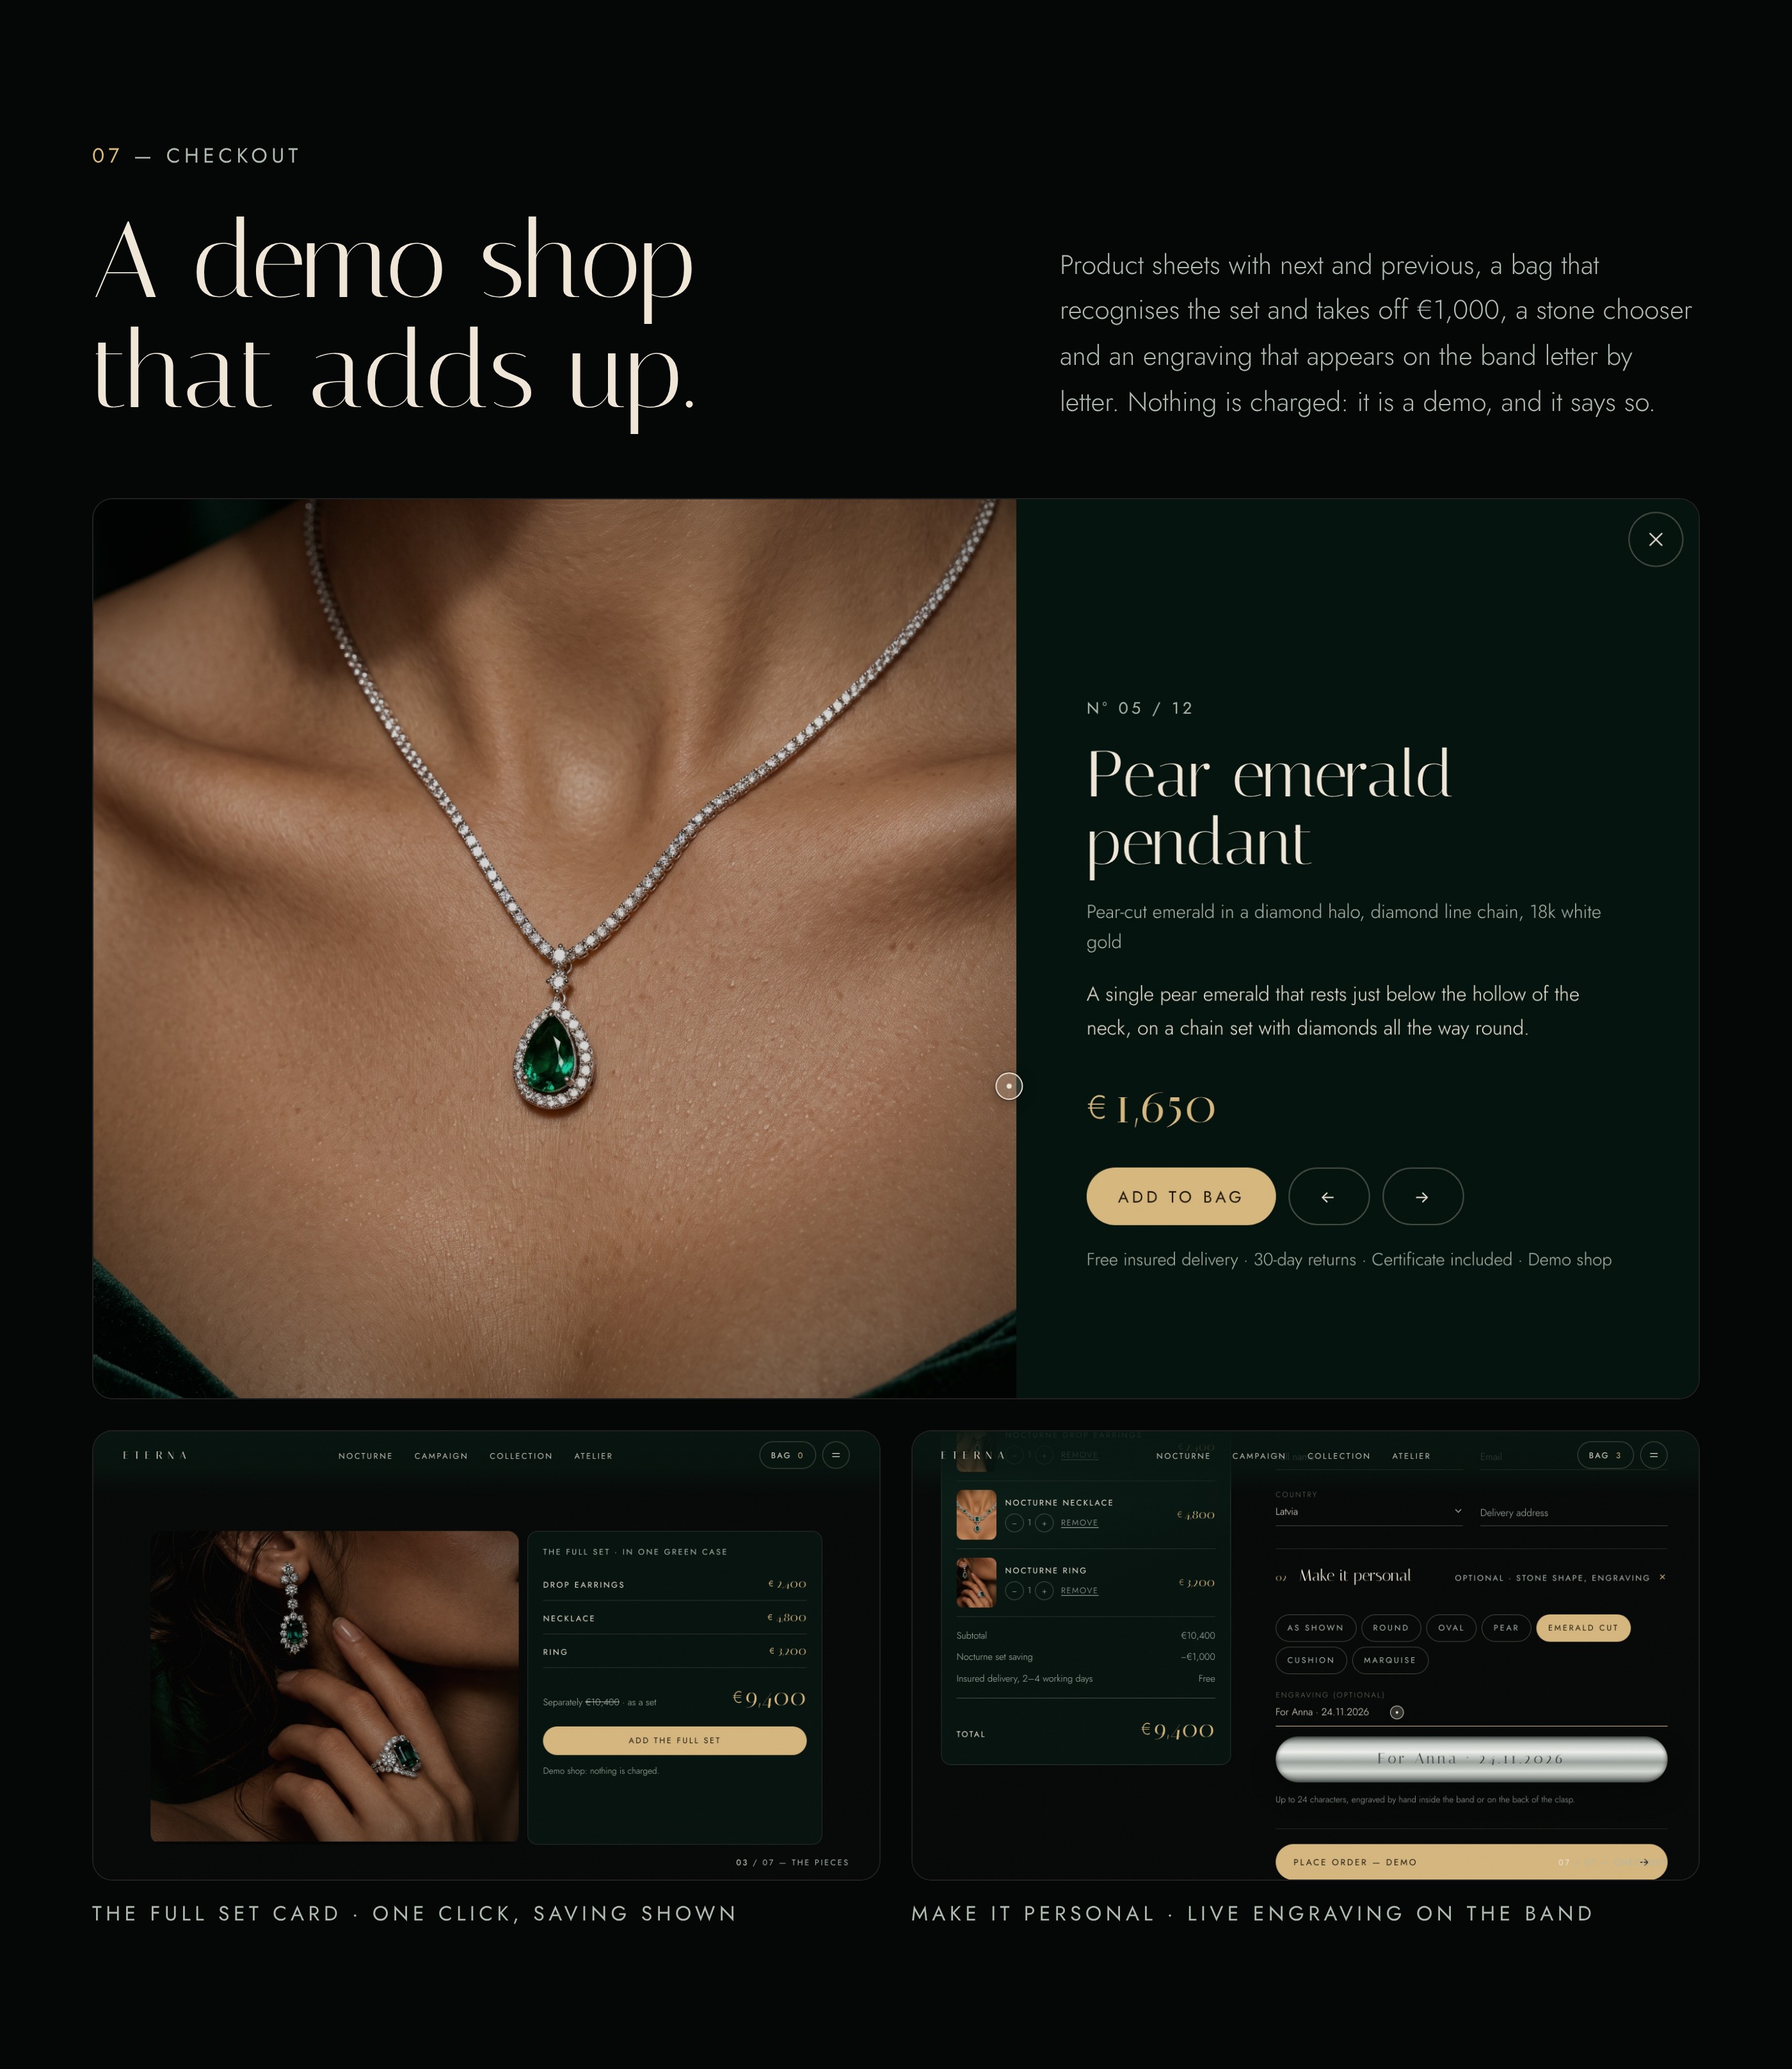 07 — CHECKOUT
A demo shop
that adds up.
Product sheets with next and previous, a bag that
recognises the set and takes off €1,000, a stone chooser
and an engraving that appears on the band letter by
letter. Nothing is charged: it is a demo, and it says so.
N° 05 / 12
Pear emerald
pendant
Pear-cut emerald in a diamond halo, diamond line chain, 18k white
gold
A single pear emerald that rests just below the hollow of the
neck, on a chain set with diamonds all the way round.
€ 1,650
ADD TO BAG ← →
Free insured delivery · 30-day returns · Certificate included · Demo shop
ETERNA NOCTURNE CAMPAIGN COLLECTION ATELIER BAG 0
THE FULL SET · IN ONE GREEN CASE
DROP EARRINGS € 2,400
NECKLACE € 4,800
RING € 3,200
Separately €10,400 · as a set € 9,400
ADD THE FULL SET
Demo shop: nothing is charged.
03 / 07 — THE PIECES
THE FULL SET CARD · ONE CLICK, SAVING SHOWN
NOCTURNE DROP EARRINGS
ETERNA NOCTURNE CAMPAIGN COLLECTION ATELIER BAG 3
1 REMOVE
Email
NOCTURNE NECKLACE
− 1 + REMOVE € 4,800
NOCTURNE RING
− 1 + REMOVE € 3,200
Subtotal €10,400
Nocturne set saving −€1,000
Insured delivery, 2–4 working days Free
TOTAL € 9,400
COUNTRY
Latvia Delivery address
02 Make it personal OPTIONAL · STONE SHAPE, ENGRAVING ×
AS SHOWN ROUND OVAL PEAR EMERALD CUT
CUSHION MARQUISE
ENGRAVING (OPTIONAL)
For Anna · 24.11.2026
For Anna · 24.11.2026
Up to 24 characters, engraved by hand inside the band or on the back of the clasp.
PLACE ORDER — DEMO 07 →
MAKE IT PERSONAL · LIVE ENGRAVING ON THE BAND